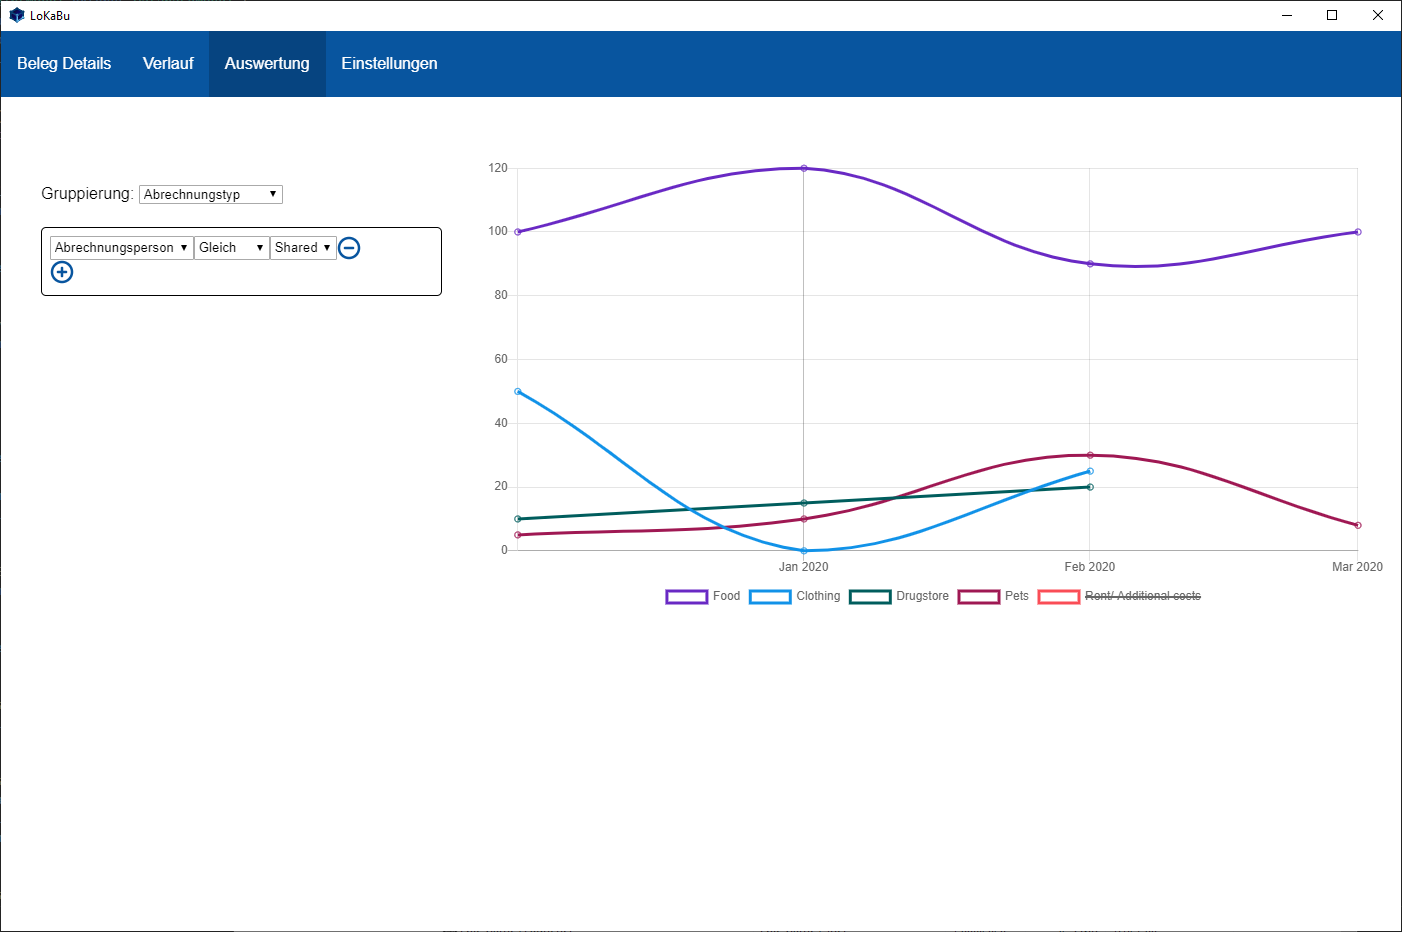 LoKaBu
Beleg Details Verlauf Auswertung Einstellungen
Gruppierung: Abrechnungstyp
Abrechnungsperson Gleich Shared
120
100
80
60
40
20
0
Jan 2020 Feb 2020 Mar 2020
Food Clothing Drugstore Pets Rent/ Additional costs